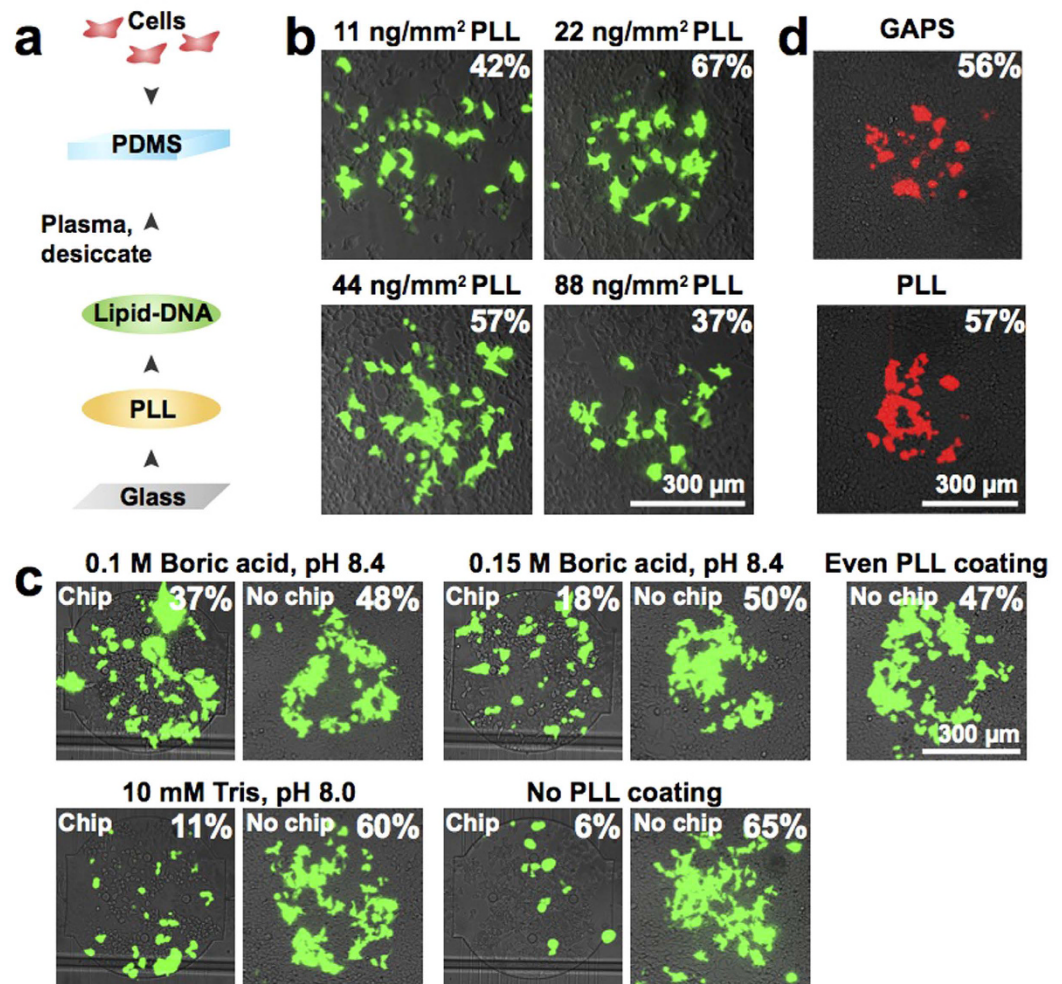 a
Cells
PDMS
Plasma,
desiccate
Lipid-DNA
PLL
Glass
b
11 ng/mm² PLL
42%
22 ng/mm² PLL
67%
44 ng/mm² PLL
57%
88 ng/mm² PLL
37%
300 µm
d
GAPS
56%
PLL
57%
300 µm
c
0.1 M Boric acid, pH 8.4
Chip 37%
No chip 48%
0.15 M Boric acid, pH 8.4
Chip 18%
No chip 50%
Even PLL coating
No chip 47%
300 µm
10 mM Tris, pH 8.0
Chip 11%
No chip 60%
No PLL coating
Chip 6%
No chip 65%